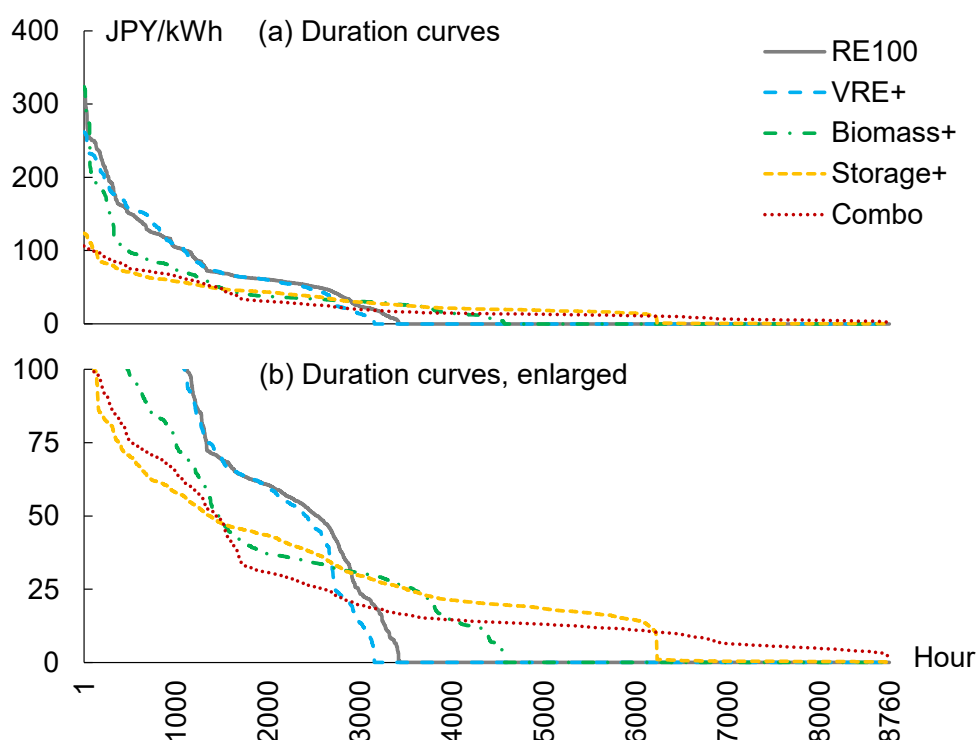 JPY/kWh (a) Duration curves
400
300
200
100
0
RE100
VRE+
Biomass+
Storage+
Combo
(b) Duration curves, enlarged
100
75
50
25
0
Hour
1 1000 2000 3000 4000 5000 6000 7000 8000 8760